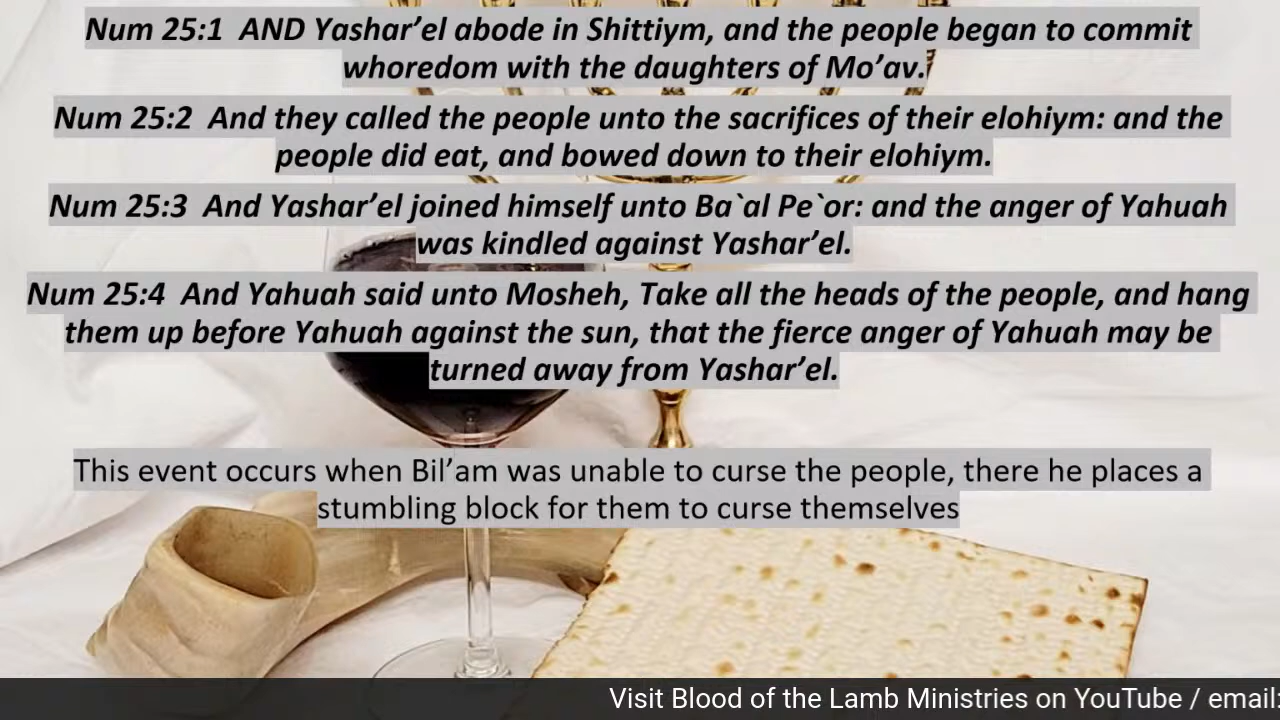 Num 25:1  AND Yashar’el abode in Shittiym, and the people began to commit
whoredom with the daughters of Mo’av.
Num 25:2  And they called the people unto the sacrifices of their elohiym: and the
people did eat, and bowed down to their elohiym.
Num 25:3  And Yashar’el joined himself unto Ba`al Pe`or: and the anger of Yahuah
was kindled against Yashar’el.
Num 25:4  And Yahuah said unto Mosheh, Take all the heads of the people, and hang
them up before Yahuah against the sun, that the fierce anger of Yahuah may be
turned away from Yashar’el.
This event occurs when Bil’am was unable to curse the people, there he places a
stumbling block for them to curse themselves
Visit Blood of the Lamb Ministries on YouTube / email: